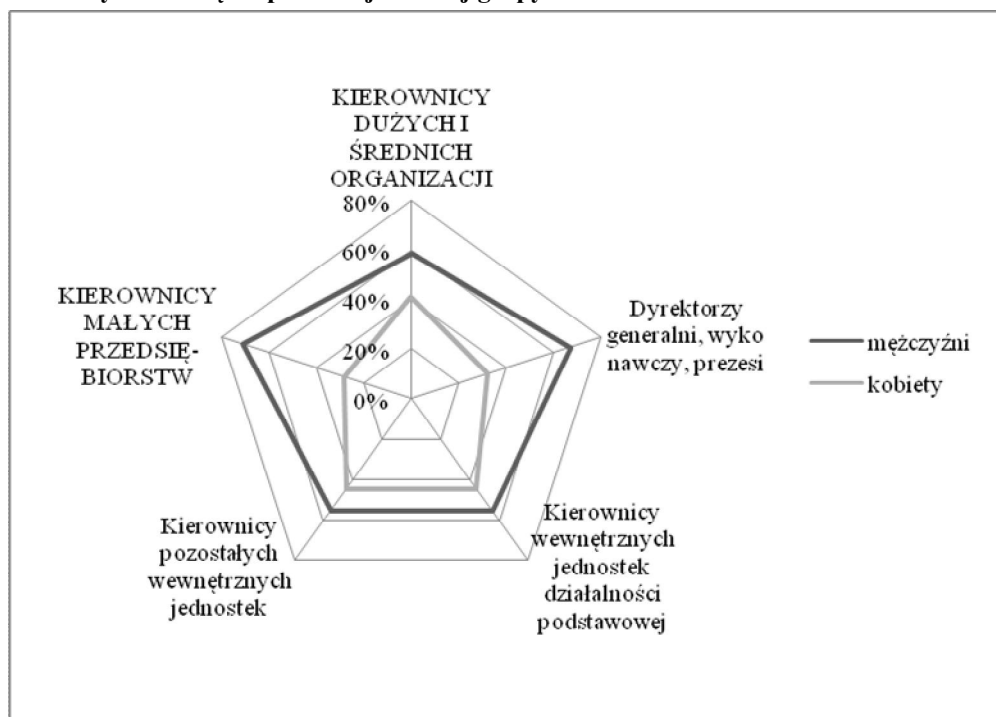 KIEROWNICY
DUŻYCH I
ŚREDNICH
ORGANIZACJI
80%
60%
40%
20%
0%
Dyrektorzy
generalni, wyko
nawczy, prezesi
Kierownicy
wewnętrznych
jednostek
działalności
podstawowej
Kierownicy
pozostałych
wewnętrznych
jednostek
KIEROWNICY
MAŁYCH
PRZEDSIĘ-
BIORSTW
mężczyźni
kobiety